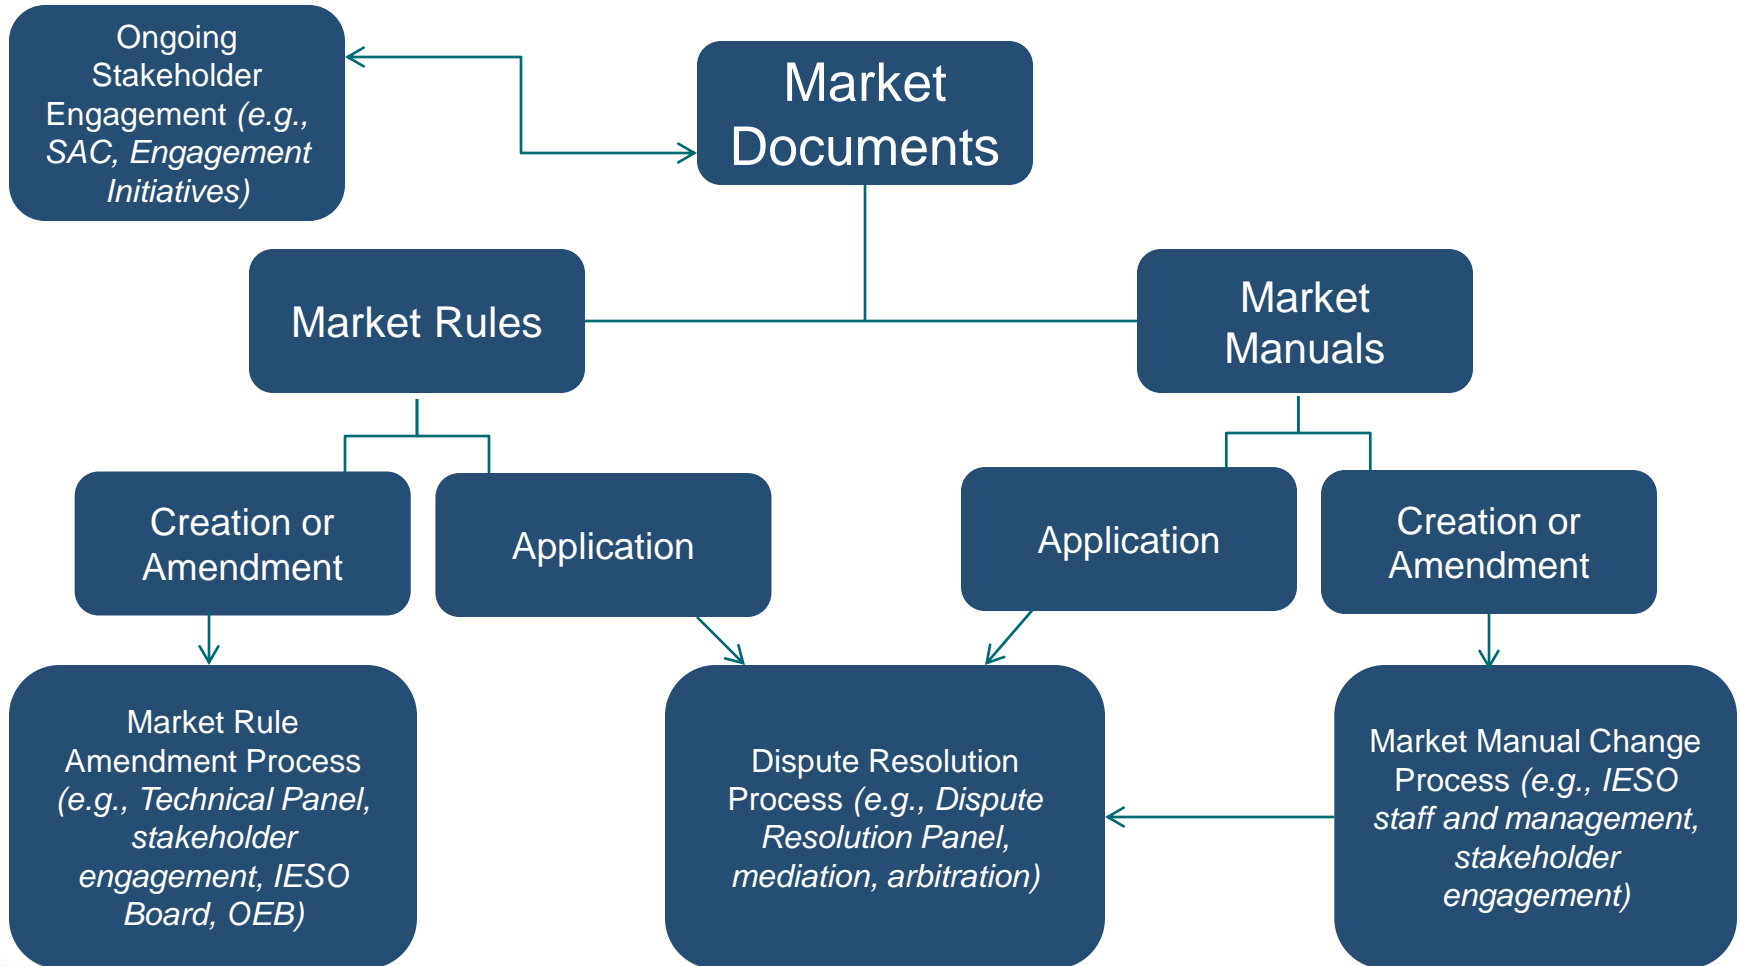 Ongoing
Stakeholder
Engagement (e.g.,
SAC, Engagement
Initiatives)
Market
Documents
Market Rules
Market
Manuals
Creation or
Amendment
Application
Application
Creation or
Amendment
Market Rule
Amendment Process
(e.g., Technical Panel,
stakeholder
engagement, IESO
Board, OEB)
Dispute Resolution
Process (e.g., Dispute
Resolution Panel,
mediation, arbitration)
Market Manual Change
Process (e.g., IESO
staff and management,
stakeholder
engagement)